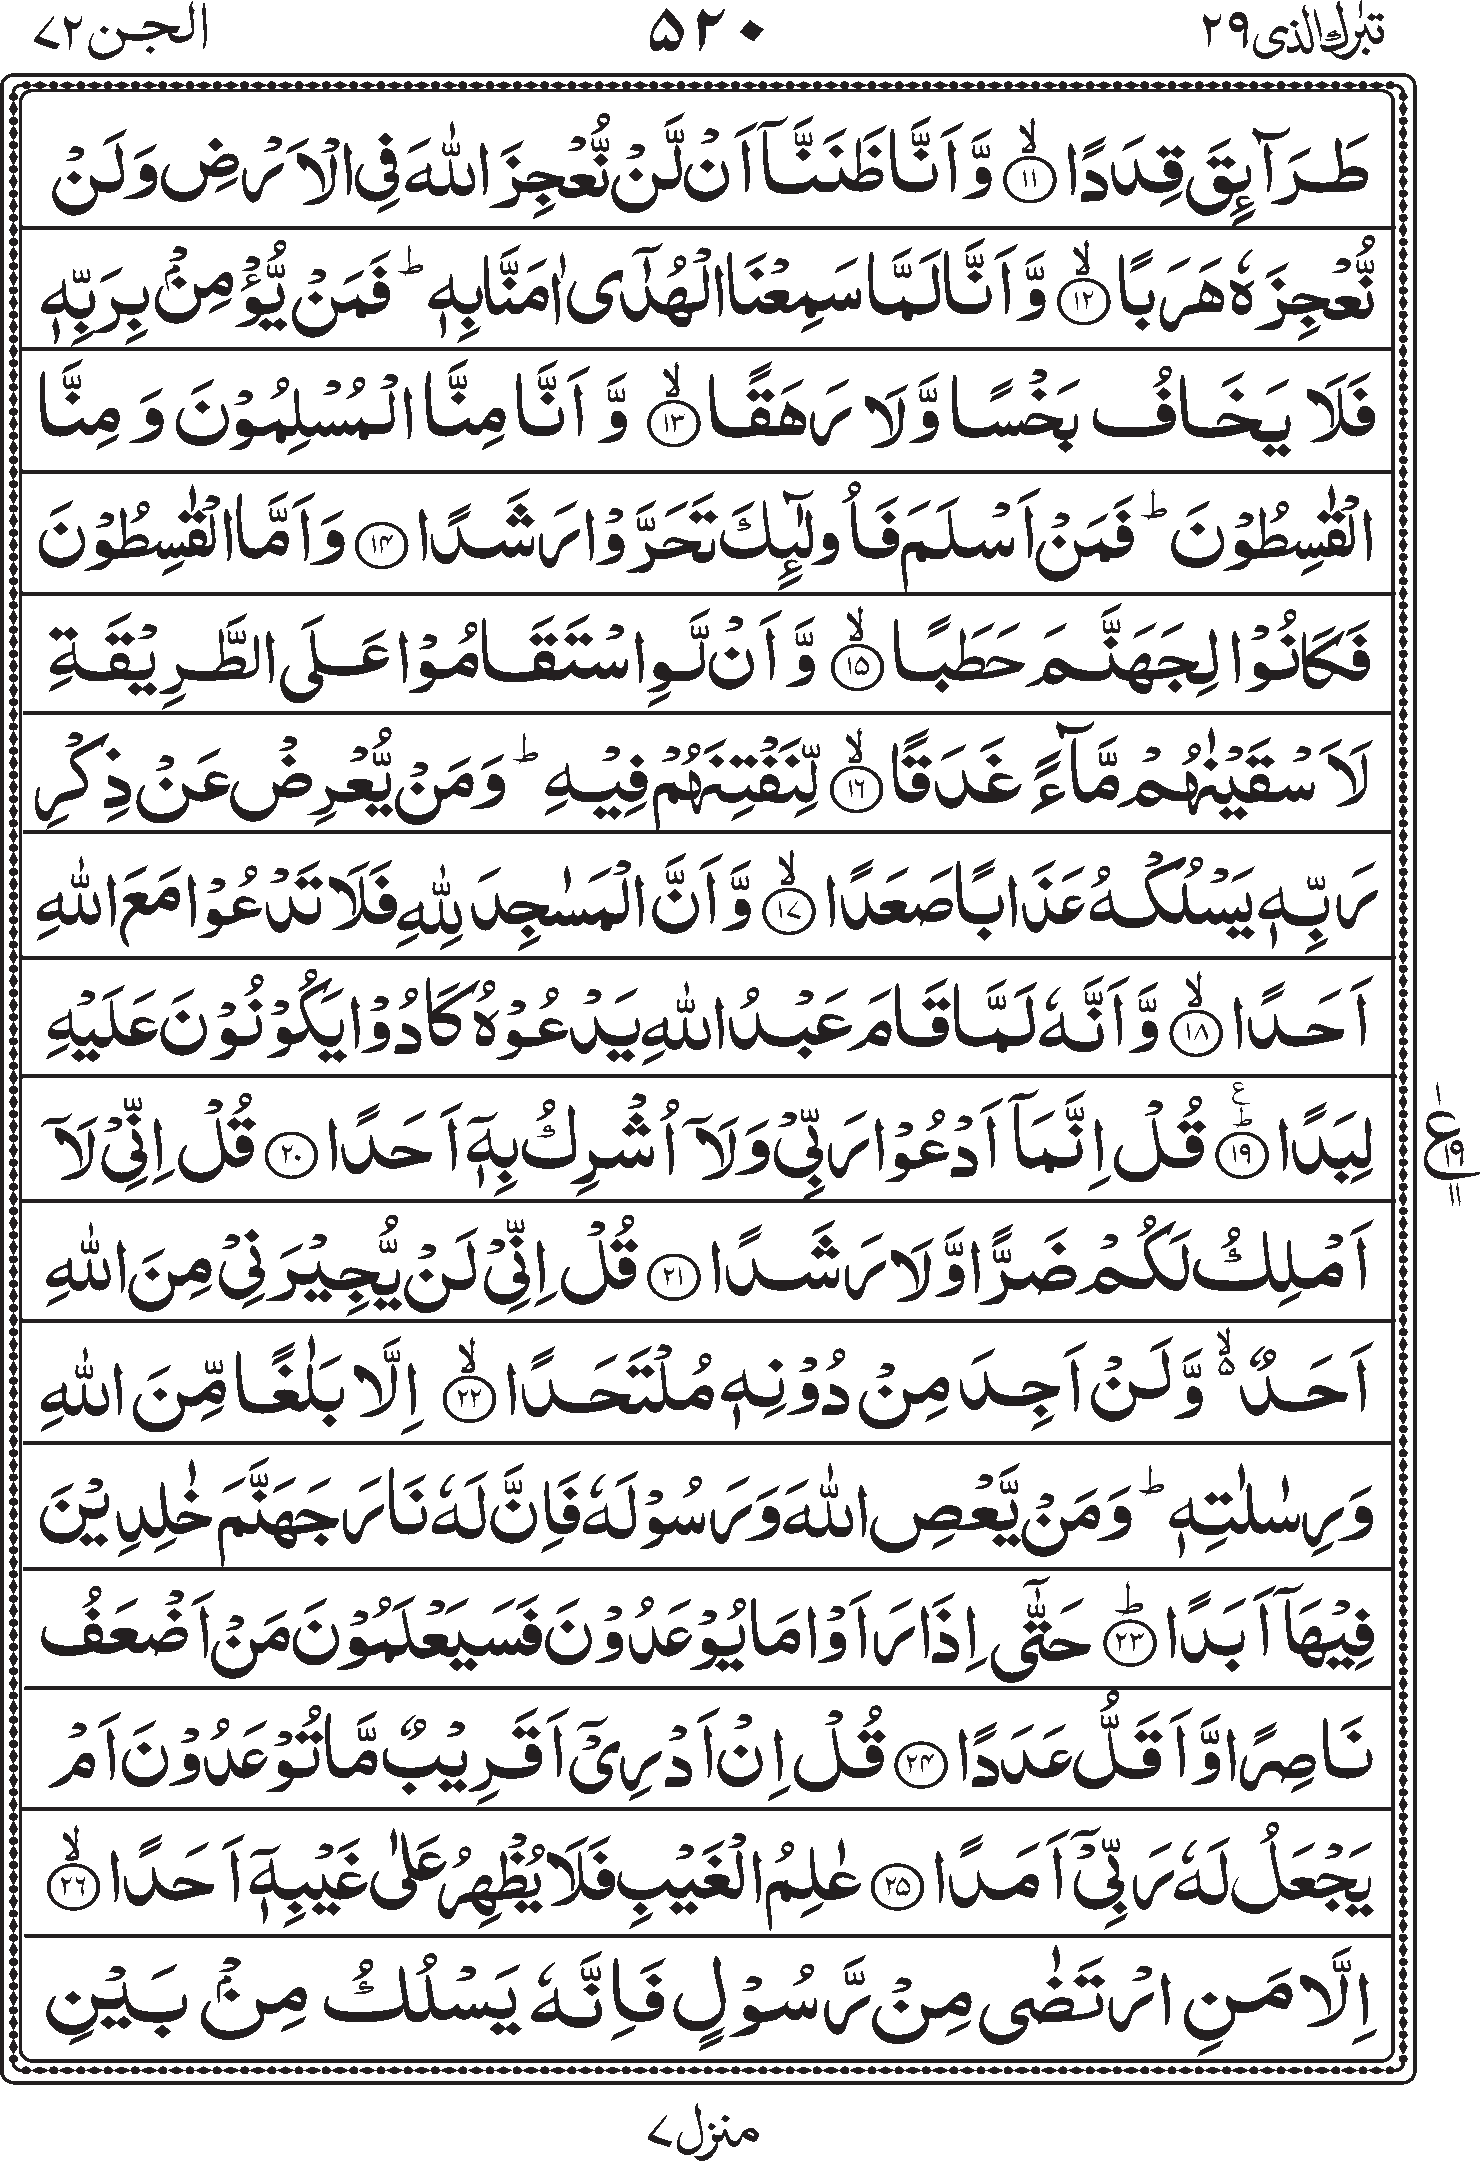 تبٰرك الذی ۲۹
۵۲۰
الجن ۷۲
طَرَآئِقَ قِدَدًا ﴿ۙ۱۱﴾ وَّ اَنَّا ظَنَنَّاۤ اَنْ لَّنْ نُّعْجِزَ اللّٰهَ فِی الْاَرْضِ وَ لَنْ
نُّعْجِزَهٗ هَرَبًا ﴿ۙ۱۲﴾ وَّ اَنَّا لَمَّا سَمِعْنَا الْهُدٰۤی اٰمَنَّا بِهٖ ؕ فَمَنْ یُّؤْمِنْۢ بِرَبِّهٖ
فَلَا یَخَافُ بَخْسًا وَّ لَا رَهَقًا ﴿ۙ۱۳﴾ وَّ اَنَّا مِنَّا الْمُسْلِمُوْنَ وَ مِنَّا
الْقٰسِطُوْنَ ؕ فَمَنْ اَسْلَمَ فَاُولٰٓئِكَ تَحَرَّوْا رَشَدًا ﴿۱۴﴾ وَ اَمَّا الْقٰسِطُوْنَ
فَكَانُوْا لِجَهَنَّمَ حَطَبًا ﴿ۙ۱۵﴾ وَّ اَنْ لَّوِ اسْتَقَامُوْا عَلَی الطَّرِیْقَةِ
لَاَسْقَیْنٰهُمْ مَّآءً غَدَقًا ﴿ۙ۱۶﴾ لِّنَفْتِنَهُمْ فِیْهِ ؕ وَ مَنْ یُّعْرِضْ عَنْ ذِكْرِ
رَبِّهٖ یَسْلُكْهُ عَذَابًا صَعَدًا ﴿ۙ۱۷﴾ وَّ اَنَّ الْمَسٰجِدَ لِلّٰهِ فَلَا تَدْعُوْا مَعَ اللّٰهِ
اَحَدًا ﴿ۙ۱۸﴾ وَّ اَنَّهٗ لَمَّا قَامَ عَبْدُ اللّٰهِ یَدْعُوْهُ كَادُوْا یَكُوْنُوْنَ عَلَیْهِ
لِبَدًا ﴿ؕ۱۹﴾ ع قُلْ اِنَّمَاۤ اَدْعُوْا رَبِّیْ وَ لَاۤ اُشْرِكُ بِهٖۤ اَحَدًا ﴿۲۰﴾ قُلْ اِنِّیْ لَاۤ
۱ ع ۱۹ ۱۱
اَمْلِكُ لَكُمْ ضَرًّا وَّ لَا رَشَدًا ﴿۲۱﴾ قُلْ اِنِّیْ لَنْ یُّجِیْرَنِیْ مِنَ اللّٰهِ
اَحَدٌ ۙ۬ وَّ لَنْ اَجِدَ مِنْ دُوْنِهٖ مُلْتَحَدًا ﴿ۙ۲۲﴾ اِلَّا بَلٰغًا مِّنَ اللّٰهِ
وَ رِسٰلٰتِهٖ ؕ وَ مَنْ یَّعْصِ اللّٰهَ وَ رَسُوْلَهٗ فَاِنَّ لَهٗ نَارَ جَهَنَّمَ خٰلِدِیْنَ
فِیْهَاۤ اَبَدًا ﴿ؕ۲۳﴾ حَتّٰۤی اِذَا رَاَوْا مَا یُوْعَدُوْنَ فَسَیَعْلَمُوْنَ مَنْ اَضْعَفُ
نَاصِرًا وَّ اَقَلُّ عَدَدًا ﴿۲۴﴾ قُلْ اِنْ اَدْرِیْۤ اَقَرِیْبٌ مَّا تُوْعَدُوْنَ اَمْ
یَجْعَلُ لَهٗ رَبِّیْۤ اَمَدًا ﴿۲۵﴾ عٰلِمُ الْغَیْبِ فَلَا یُظْهِرُ عَلٰی غَیْبِهٖۤ اَحَدًا ﴿ۙ۲۶﴾
اِلَّا مَنِ ارْتَضٰی مِنْ رَّسُوْلٍ فَاِنَّهٗ یَسْلُكُ مِنْۢ بَیْنِ
منزل ۷